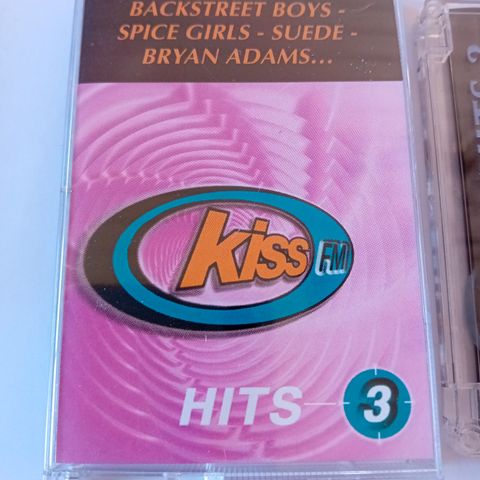 BACKSTREET BOYS -
SPICE GIRLS - SUEDE -
BRYAN ADAMS...
kiss FM
HITS 3